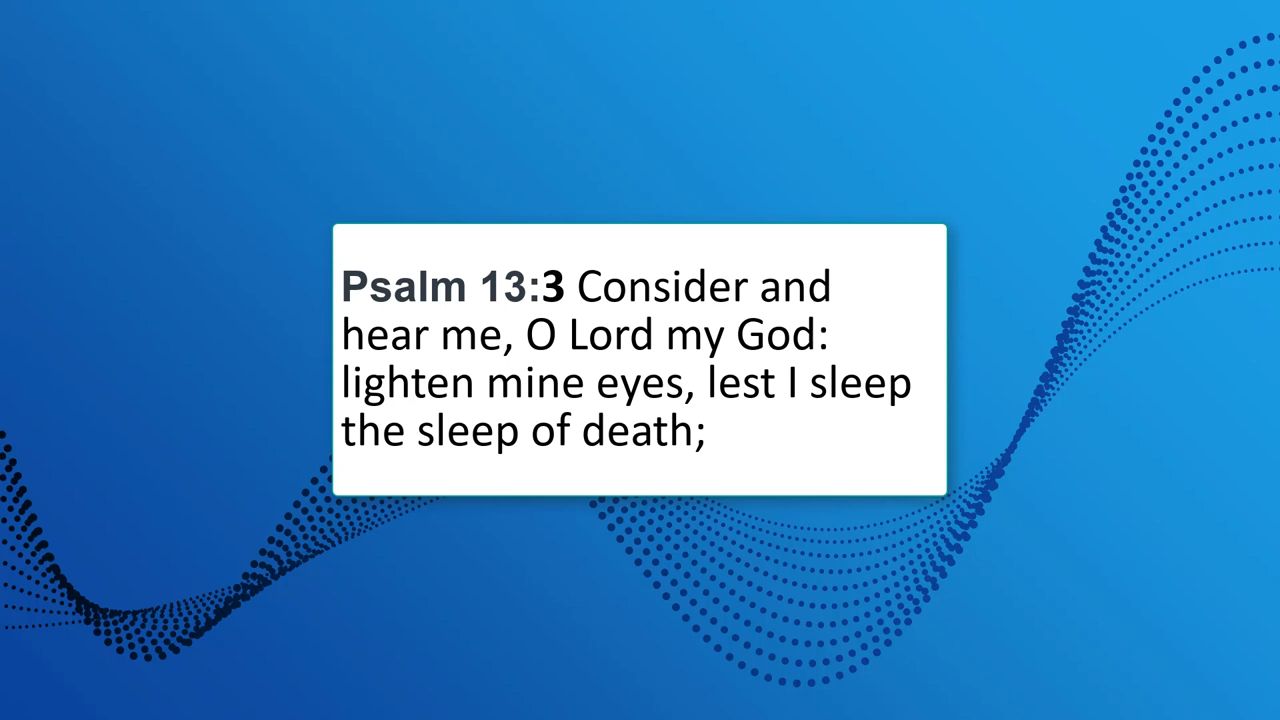 Psalm 13:3 Consider and
hear me, O Lord my God:
lighten mine eyes, lest I sleep
the sleep of death;